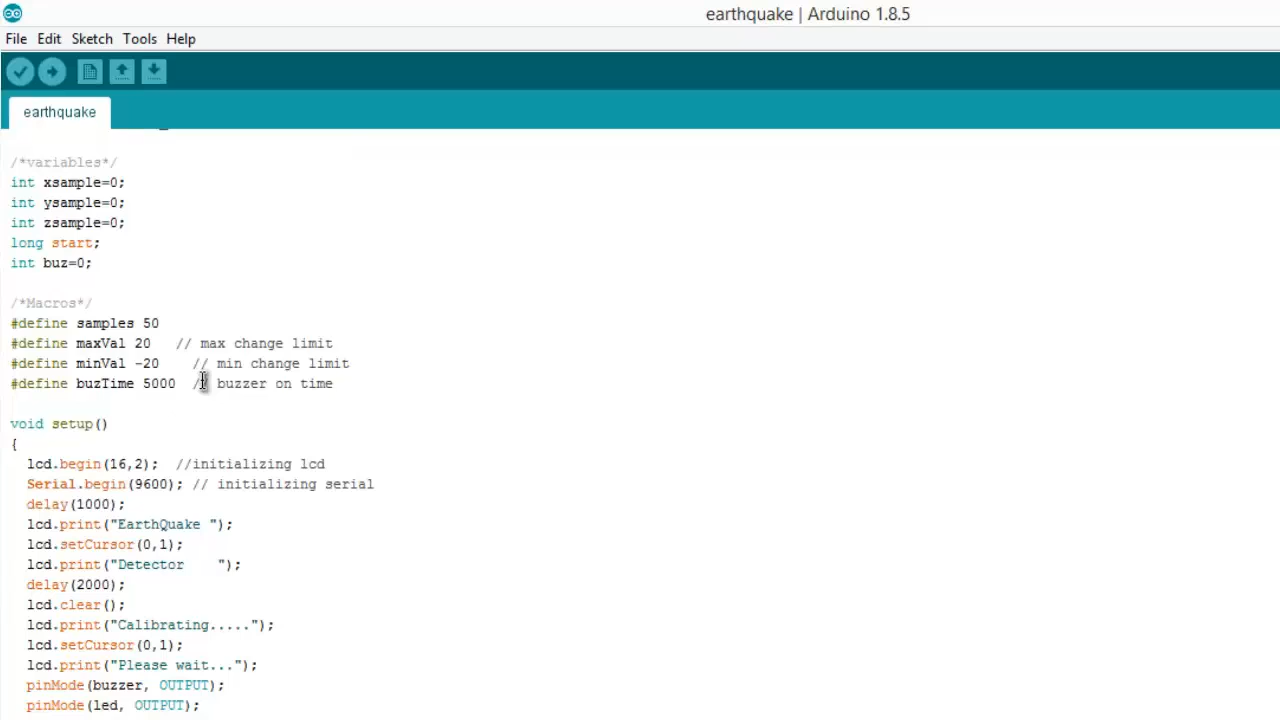 earthquake | Arduino 1.8.5
File Edit Sketch Tools Help
earthquake
/*variables*/
int xsample=0;
int ysample=0;
int zsample=0;
long start;
int buz=0;
/*Macros*/
#define samples 50
#define maxVal 20   // max change limit
#define minVal -20    // min change limit
#define buzTime 5000  // buzzer on time
void setup()
{
  lcd.begin(16,2);  //initializing lcd
  Serial.begin(9600); // initializing serial
  delay(1000);
  lcd.print("EarthQuake ");
  lcd.setCursor(0,1);
  lcd.print("Detector    ");
  delay(2000);
  lcd.clear();
  lcd.print("Calibrating.....");
  lcd.setCursor(0,1);
  lcd.print("Please wait...");
  pinMode(buzzer, OUTPUT);
  pinMode(led, OUTPUT);